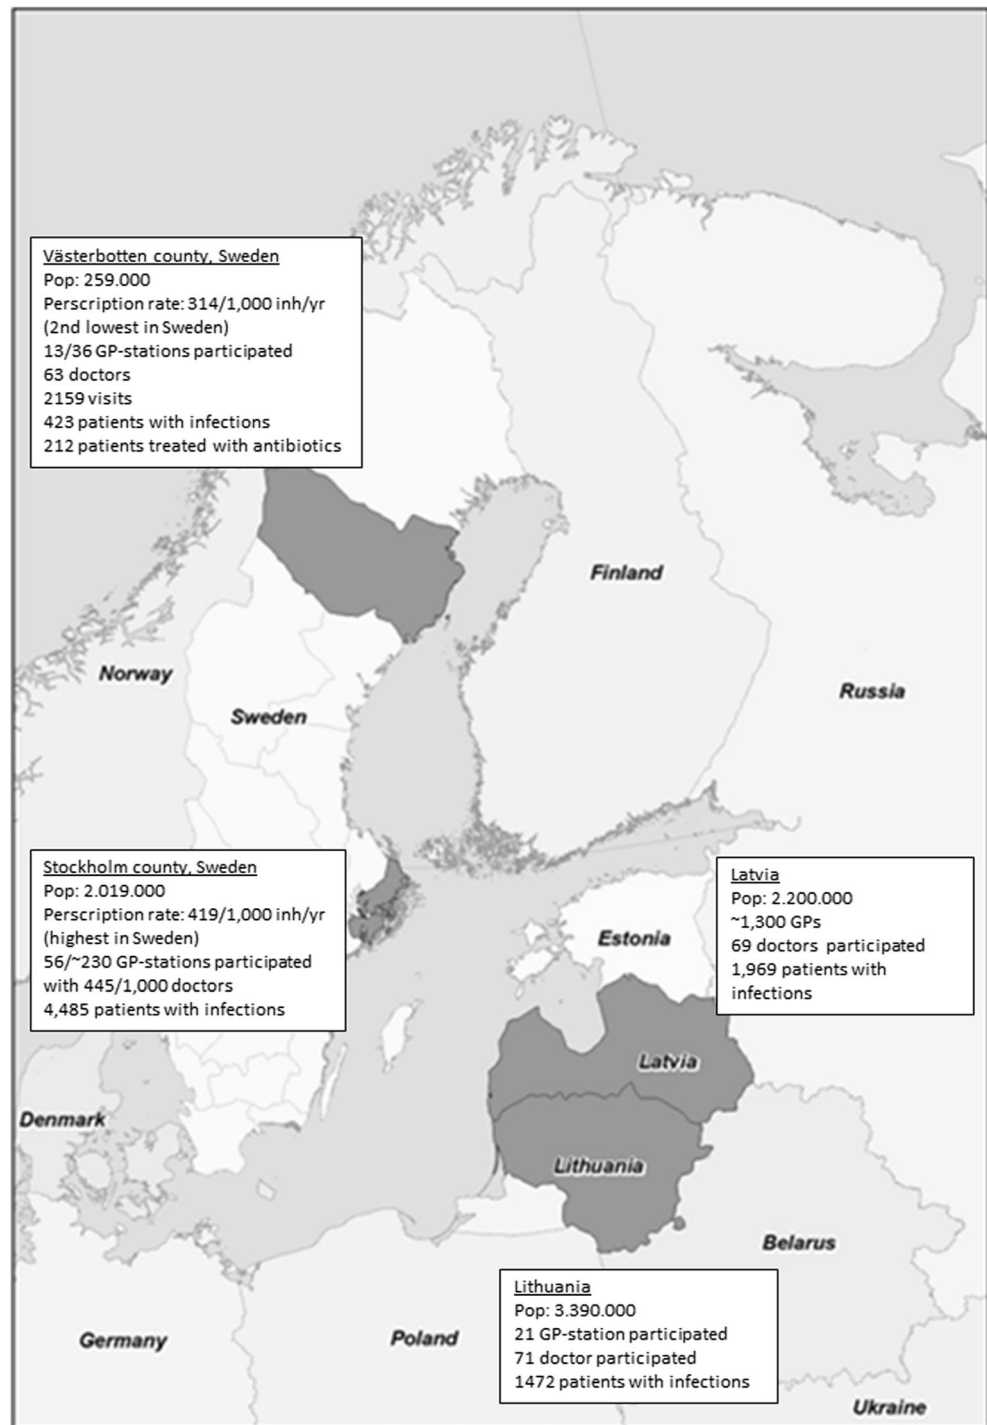 Västerbotten county, Sweden
Pop: 259.000
Perscription rate: 314/1,000 inh/yr
(2nd lowest in Sweden)
13/36 GP-stations participated
63 doctors
2159 visits
423 patients with infections
212 patients treated with antibiotics
Finland
Norway
Russia
Sweden
Stockholm county, Sweden
Pop: 2.019.000
Perscription rate: 419/1,000 inh/yr
(highest in Sweden)
56/~230 GP-stations participated
with 445/1,000 doctors
4,485 patients with infections
Latvia
Pop: 2.200.000
~1,300 GPs
69 doctors participated
1,969 patients with
infections
Estonia
Latvia
Denmark
Lithuania
Belarus
Lithuania
Pop: 3.390.000
21 GP-station participated
71 doctor participated
1472 patients with infections
Germany
Poland
Ukraine